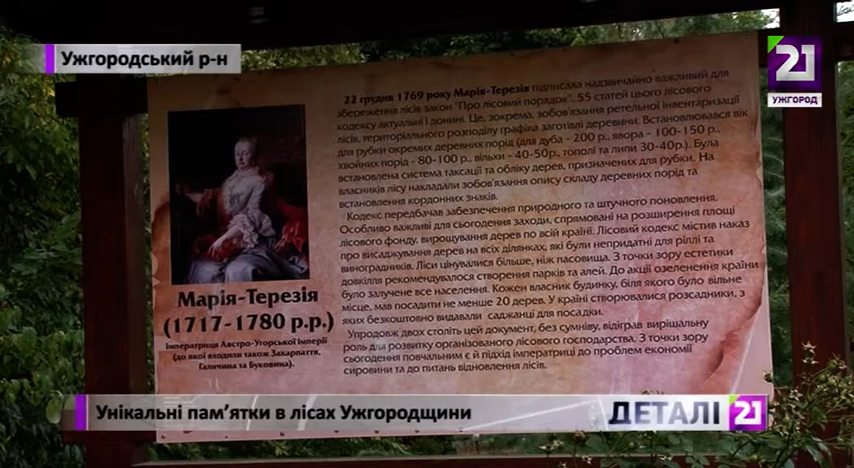 Ужгородський р-н
21
УЖГОРОД
22 грудня 1769 року Марія-Терезія підписала надзвичайно важливий для
збереження лісів закон "Про лісовий порядок". 55 статей цього лісового
кодексу актуальні і донині. Це, зокрема, зобов'язання ретельної інвентаризації
лісів, територіального розподілу графіка заготівлі деревини. Встановлювався вік
для рубки окремих деревних порід (для дуба - 200 р., явора - 100-150 р.,
хвойних порід - 80-100 р., вільхи - 40-50р., тополі та липи 30-40р.). Була
встановлена система таксації та обліку дерев, призначених для рубки. На
власників лісу накладали зобов'язання опису складу деревних порід та
встановлення кордонних знаків.
Кодекс передбачав забезпечення природного та штучного поновлення.
Особливо важливі для сьогодення заходи, спрямовані на розширення площі
лісового фонду, вирощування дерев по всій країні. Лісовий кодекс містив наказ
про висаджування дерев на всіх ділянках, які були непридатні для ріллі та
виноградників. Ліси цінувалися більше, ніж пасовища. З точки зору естетики
довкілля рекомендувалося створення парків та алей. До акції озеленення країни
було залучене все населення. Кожен власник будинку, біля якого було вільне
місце, мав посадити не менше 20 дерев. У країні створювалися розсадники, з
яких безкоштовно видавали саджанці для посадки.
Упродовж двох століть цей документ, без сумніву, відіграв вирішальну
роль для розвитку організованого лісового господарства. З точки зору
сьогодення повчальним є й підхід імператриці до проблем економії
сировини та до питань відновлення лісів.
Марія-Терезія
(1717-1780 р.р.)
Імператриця Австро-Угорської Імперії
(до якої входили також Закарпаття,
Галичина та Буковина).
Унікальні пам'ятки в лісах Ужгородщини
ДЕТАЛІ 21